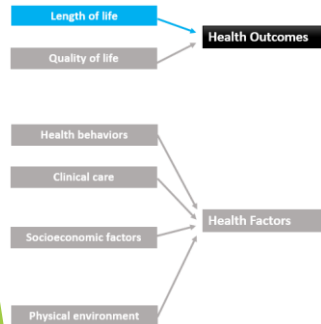 Length of life
Health Outcomes
Quality of life
Health behaviors
Clinical care
Health Factors
Socioeconomic factors
Physical environment